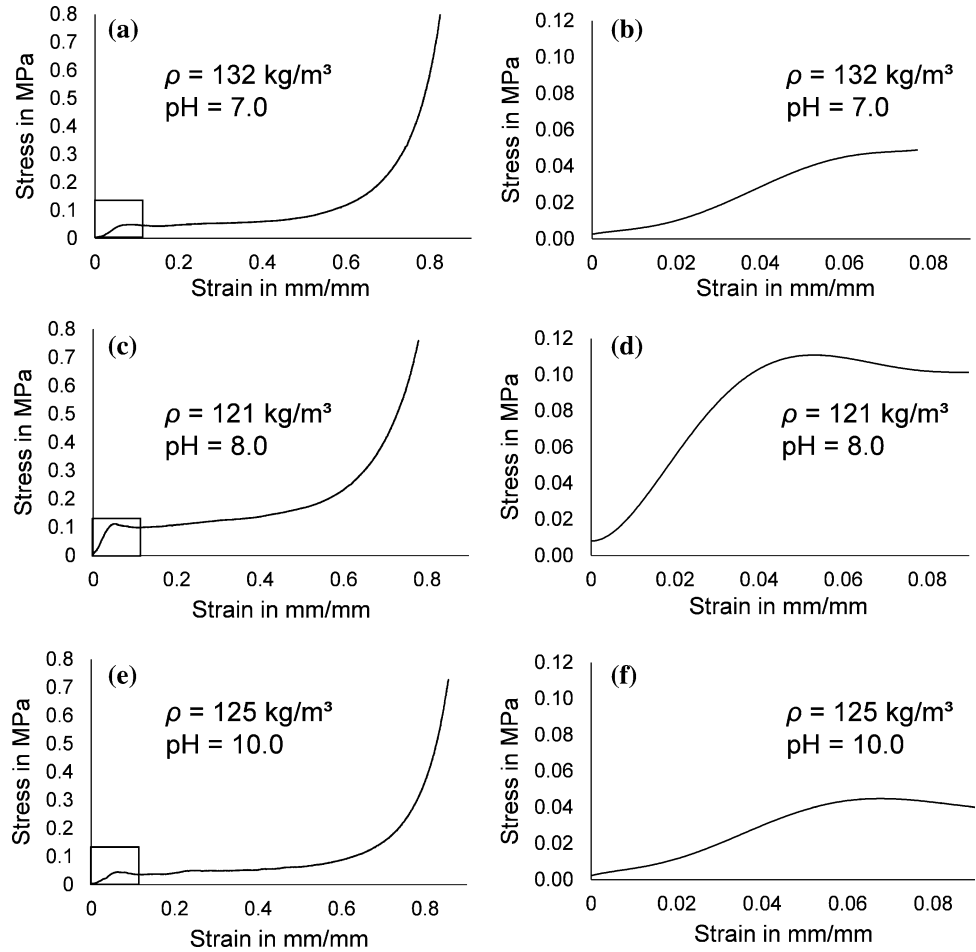 (a)
ρ = 132 kg/m³
pH = 7.0
Stress in MPa
0.8
0.7
0.6
0.5
0.4
0.3
0.2
0.1
0
0 0.2 0.4 0.6 0.8
Strain in mm/mm
(b)
ρ = 132 kg/m³
pH = 7.0
Stress in MPa
0.12
0.10
0.08
0.06
0.04
0.02
0.00
0 0.02 0.04 0.06 0.08
Strain in mm/mm
(c)
ρ = 121 kg/m³
pH = 8.0
Stress in MPa
0.8
0.7
0.6
0.5
0.4
0.3
0.2
0.1
0
0 0.2 0.4 0.6 0.8
Strain in mm/mm
(d)
ρ = 121 kg/m³
pH = 8.0
Stress in MPa
0.12
0.10
0.08
0.06
0.04
0.02
0.00
0 0.02 0.04 0.06 0.08
Strain in mm/mm
(e)
ρ = 125 kg/m³
pH = 10.0
Stress in MPa
0.8
0.7
0.6
0.5
0.4
0.3
0.2
0.1
0
0 0.2 0.4 0.6 0.8
Strain in mm/mm
(f)
ρ = 125 kg/m³
pH = 10.0
Stress in MPa
0.12
0.10
0.08
0.06
0.04
0.02
0.00
0 0.02 0.04 0.06 0.08
Strain in mm/mm